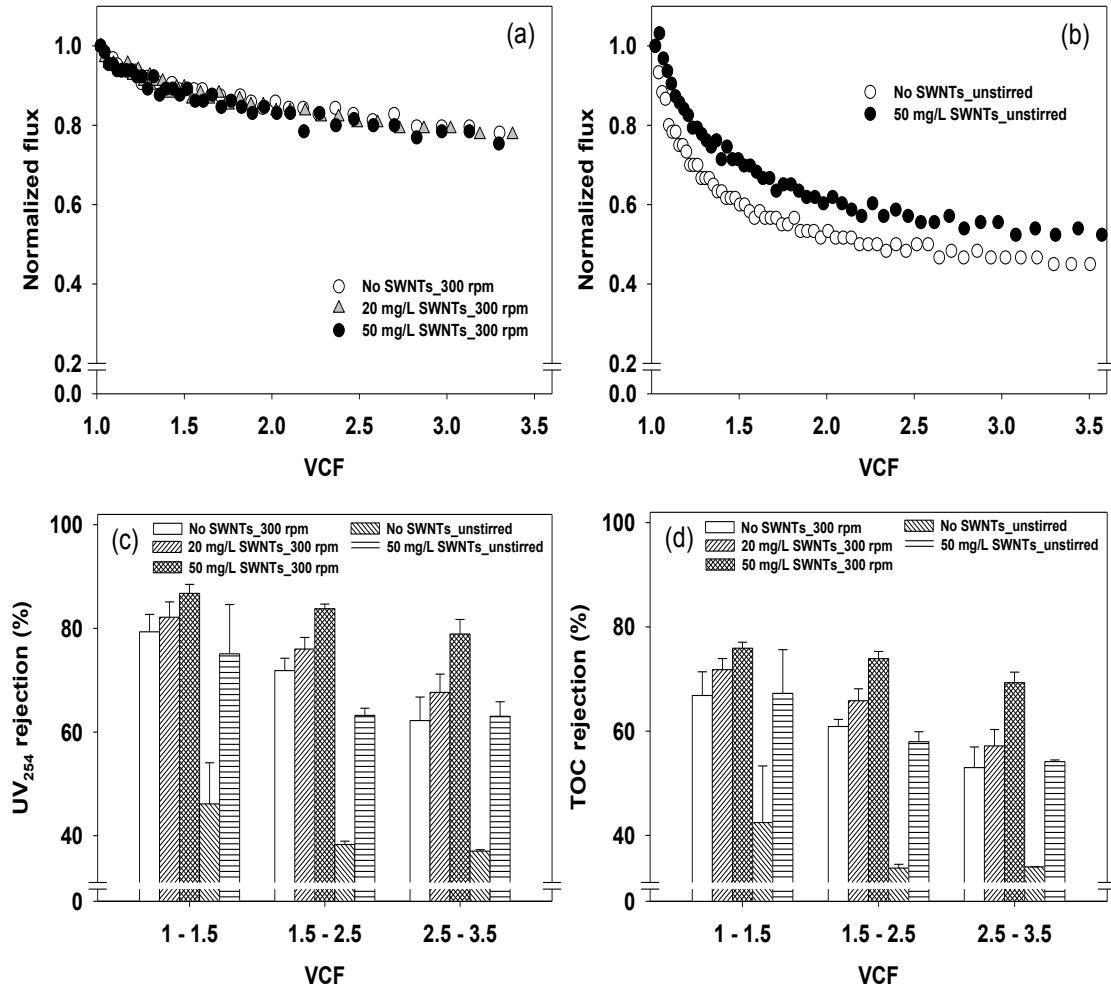 (a)
Normalized flux
1.0
0.8
0.6
0.4
0.2
0.0
No SWNTs_300 rpm
20 mg/L SWNTs_300 rpm
50 mg/L SWNTs_300 rpm
1.0 1.5 2.0 2.5 3.0 3.5
VCF
(b)
Normalized flux
1.0
0.8
0.6
0.4
0.2
0.0
No SWNTs_unstirred
50 mg/L SWNTs_unstirred
1.0 1.5 2.0 2.5 3.0 3.5
VCF
(c)
UV254 rejection (%)
100
80
60
40
0
No SWNTs_300 rpm
20 mg/L SWNTs_300 rpm
50 mg/L SWNTs_300 rpm
No SWNTs_unstirred
50 mg/L SWNTs_unstirred
1 - 1.5 1.5 - 2.5 2.5 - 3.5
VCF
(d)
TOC rejection (%)
100
80
60
40
0
No SWNTs_300 rpm
20 mg/L SWNTs_300 rpm
50 mg/L SWNTs_300 rpm
No SWNTs_unstirred
50 mg/L SWNTs_unstirred
1 - 1.5 1.5 - 2.5 2.5 - 3.5
VCF